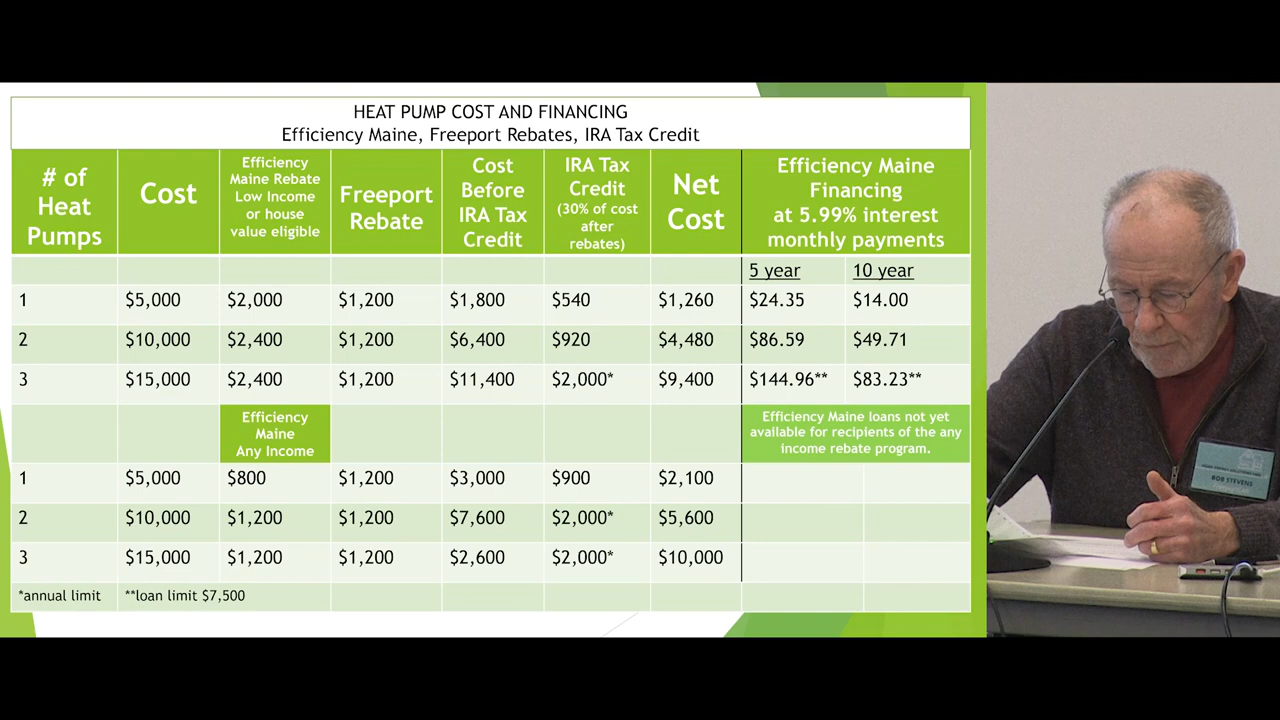 HEAT PUMP COST AND FINANCING
Efficiency Maine, Freeport Rebates, IRA Tax Credit
# of
Heat
Pumps
Cost
Efficiency
Maine Rebate
Low Income
or house
value eligible
Freeport
Rebate
Cost
Before
IRA Tax
Credit
IRA Tax
Credit
(30% of cost
after
rebates)
Net
Cost
Efficiency Maine
Financing
at 5.99% interest
monthly payments
5 year 10 year
1 $5,000 $2,000 $1,200 $1,800 $540 $1,260 $24.35 $14.00
2 $10,000 $2,400 $1,200 $6,400 $920 $4,480 $86.59 $49.71
3 $15,000 $2,400 $1,200 $11,400 $2,000* $9,400 $144.96** $83.23**
Efficiency
Maine
Any Income
Efficiency Maine loans not yet
available for recipients of the any
income rebate program.
1 $5,000 $800 $1,200 $3,000 $900 $2,100
2 $10,000 $1,200 $1,200 $7,600 $2,000* $5,600
3 $15,000 $1,200 $1,200 $2,600 $2,000* $10,000
*annual limit **loan limit $7,500
BOB STEVENS